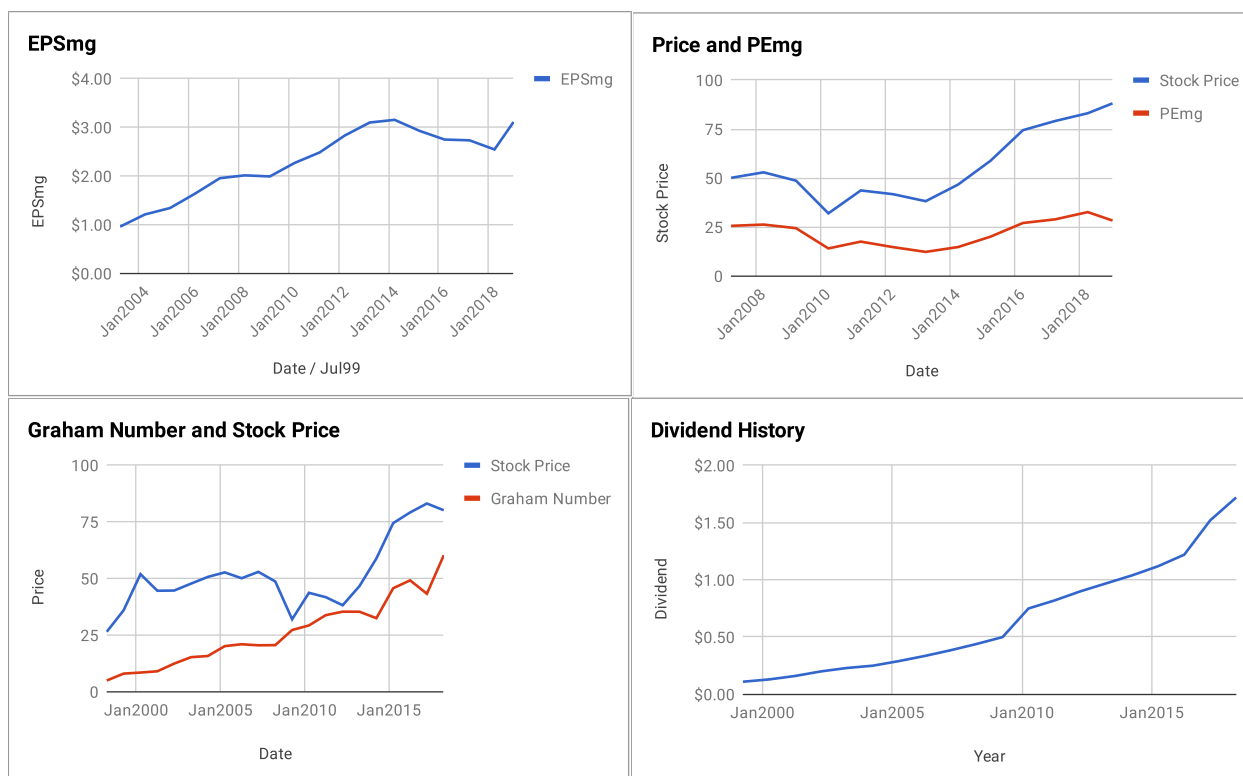 EPSmg
$4.00
$3.00
$2.00
$1.00
$0.00
EPSmg
EPSmg
Jan2004
Jan2006
Jan2008
Jan2010
Jan2012
Jan2014
Jan2016
Jan2018
Date / Jul99
Price and PEmg
100
75
50
25
0
Stock Price
Stock Price
PEmg
Jan2008
Jan2010
Jan2012
Jan2014
Jan2016
Jan2018
Date
Graham Number and Stock Price
100
75
50
25
0
Price
Stock Price
Graham Number
Jan2000
Jan2005
Jan2010
Jan2015
Date
Dividend History
$2.00
$1.50
$1.00
$0.50
$0.00
Dividend
Jan2000
Jan2005
Jan2010
Jan2015
Year